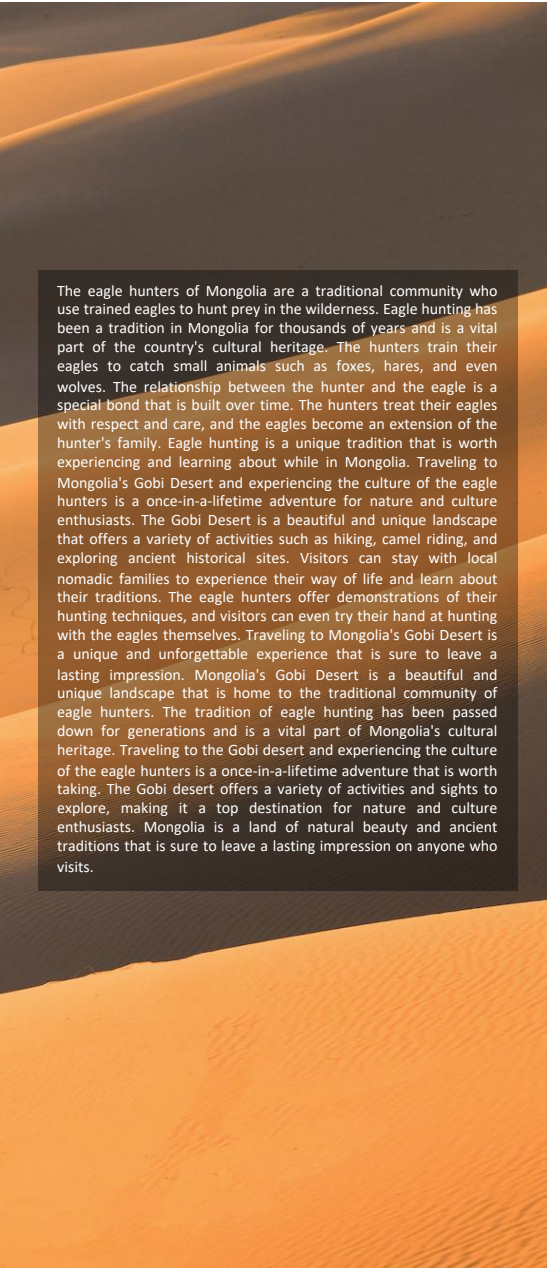 The eagle hunters of Mongolia are a traditional community who
use trained eagles to hunt prey in the wilderness. Eagle hunting has
been a tradition in Mongolia for thousands of years and is a vital
part of the country's cultural heritage. The hunters train their
eagles to catch small animals such as foxes, hares, and even
wolves. The relationship between the hunter and the eagle is a
special bond that is built over time. The hunters treat their eagles
with respect and care, and the eagles become an extension of the
hunter's family. Eagle hunting is a unique tradition that is worth
experiencing and learning about while in Mongolia. Traveling to
Mongolia's Gobi Desert and experiencing the culture of the eagle
hunters is a once-in-a-lifetime adventure for nature and culture
enthusiasts. The Gobi Desert is a beautiful and unique landscape
that offers a variety of activities such as hiking, camel riding, and
exploring ancient historical sites. Visitors can stay with local
nomadic families to experience their way of life and learn about
their traditions. The eagle hunters offer demonstrations of their
hunting techniques, and visitors can even try their hand at hunting
with the eagles themselves. Traveling to Mongolia's Gobi Desert is
a unique and unforgettable experience that is sure to leave a
lasting impression. Mongolia's Gobi Desert is a beautiful and
unique landscape that is home to the traditional community of
eagle hunters. The tradition of eagle hunting has been passed
down for generations and is a vital part of Mongolia's cultural
heritage. Traveling to the Gobi desert and experiencing the culture
of the eagle hunters is a once-in-a-lifetime adventure that is worth
taking. The Gobi desert offers a variety of activities and sights to
explore, making it a top destination for nature and culture
enthusiasts. Mongolia is a land of natural beauty and ancient
traditions that is sure to leave a lasting impression on anyone who
visits.